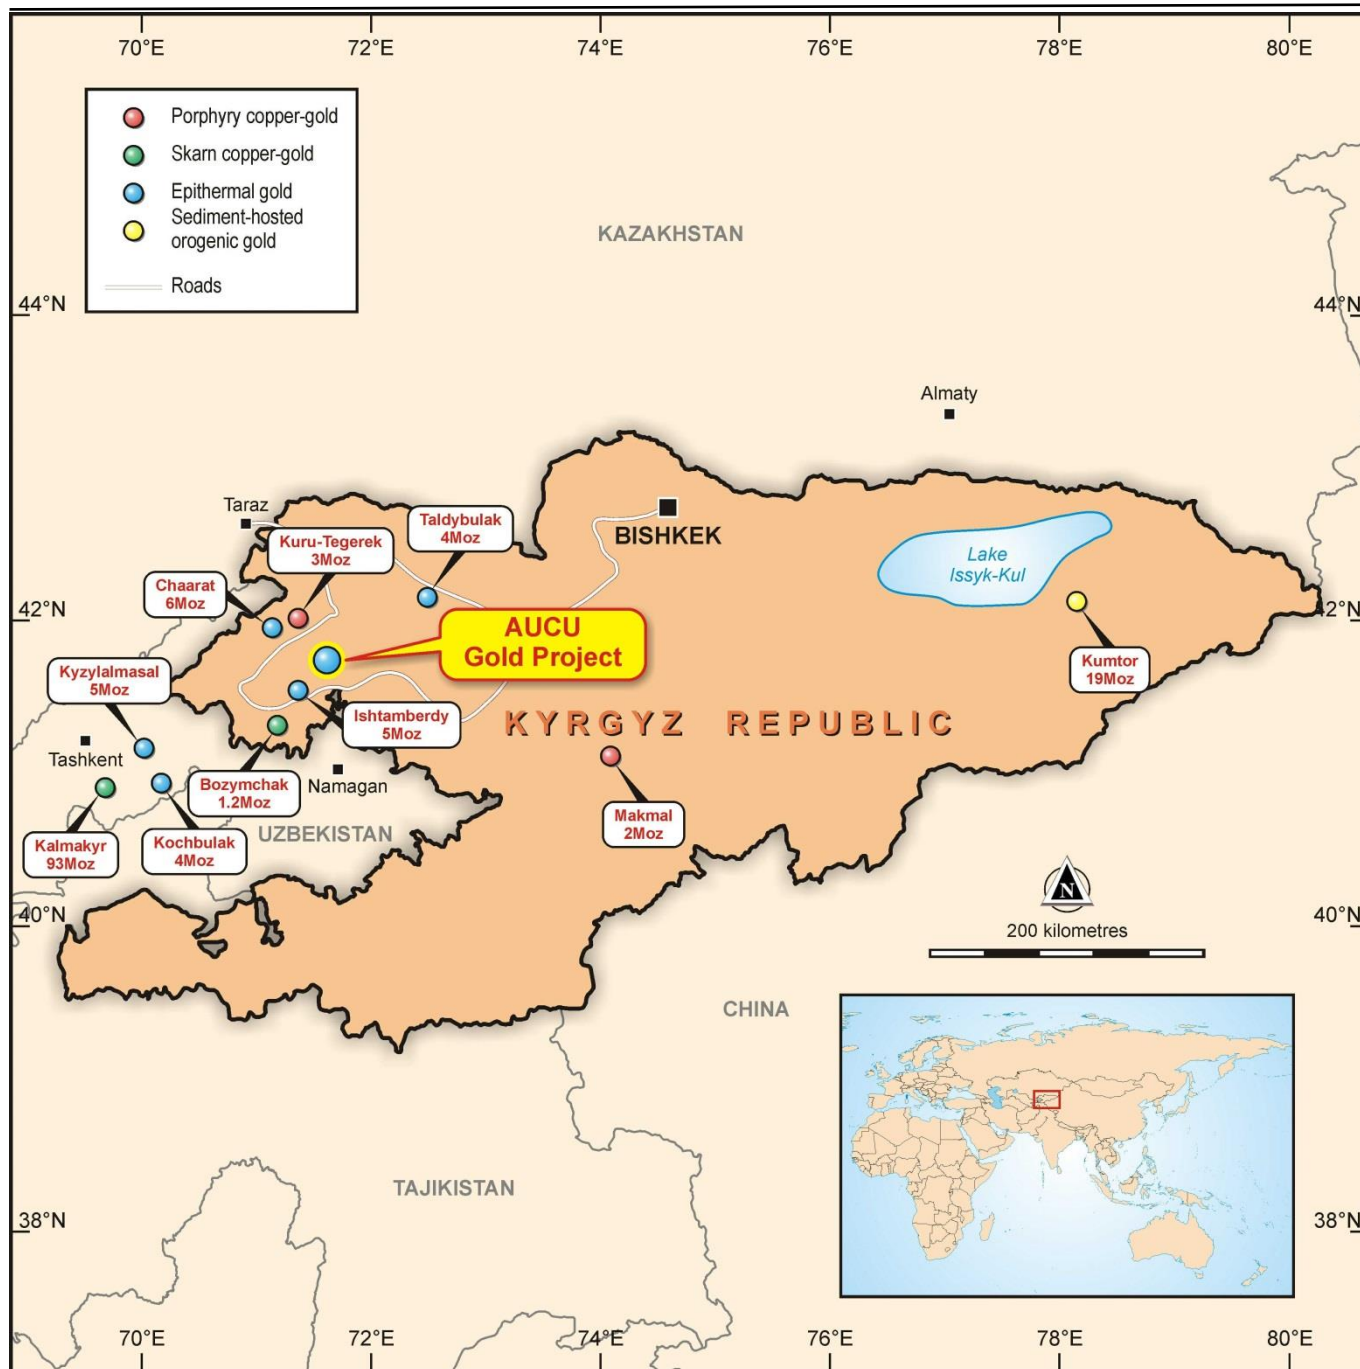 70°E
72°E
74°E
76°E
78°E
80°E
Porphyry copper-gold
Skarn copper-gold
Epithermal gold
Sediment-hosted
orogenic gold
Roads
KAZAKHSTAN
44°N
44°N
Almaty
Taraz
Taldybulak
4Moz
Kuru-Tegerek
3Moz
BISHKEK
Lake
Issyk-Kul
Chaarat
6Moz
42°N
42°N
AUCU
Gold Project
Kyzylalmasal
5Moz
Kumtor
19Moz
Ishtamberdy
5Moz
KYRGYZ REPUBLIC
Tashkent
Bozymchak
1.2Moz
Namagan
Makmal
2Moz
UZBEKISTAN
Kalmakyr
93Moz
Kochbulak
4Moz
N
40°N
40°N
200 kilometres
CHINA
TAJIKISTAN
38°N
38°N
70°E
72°E
74°E
76°E
78°E
80°E